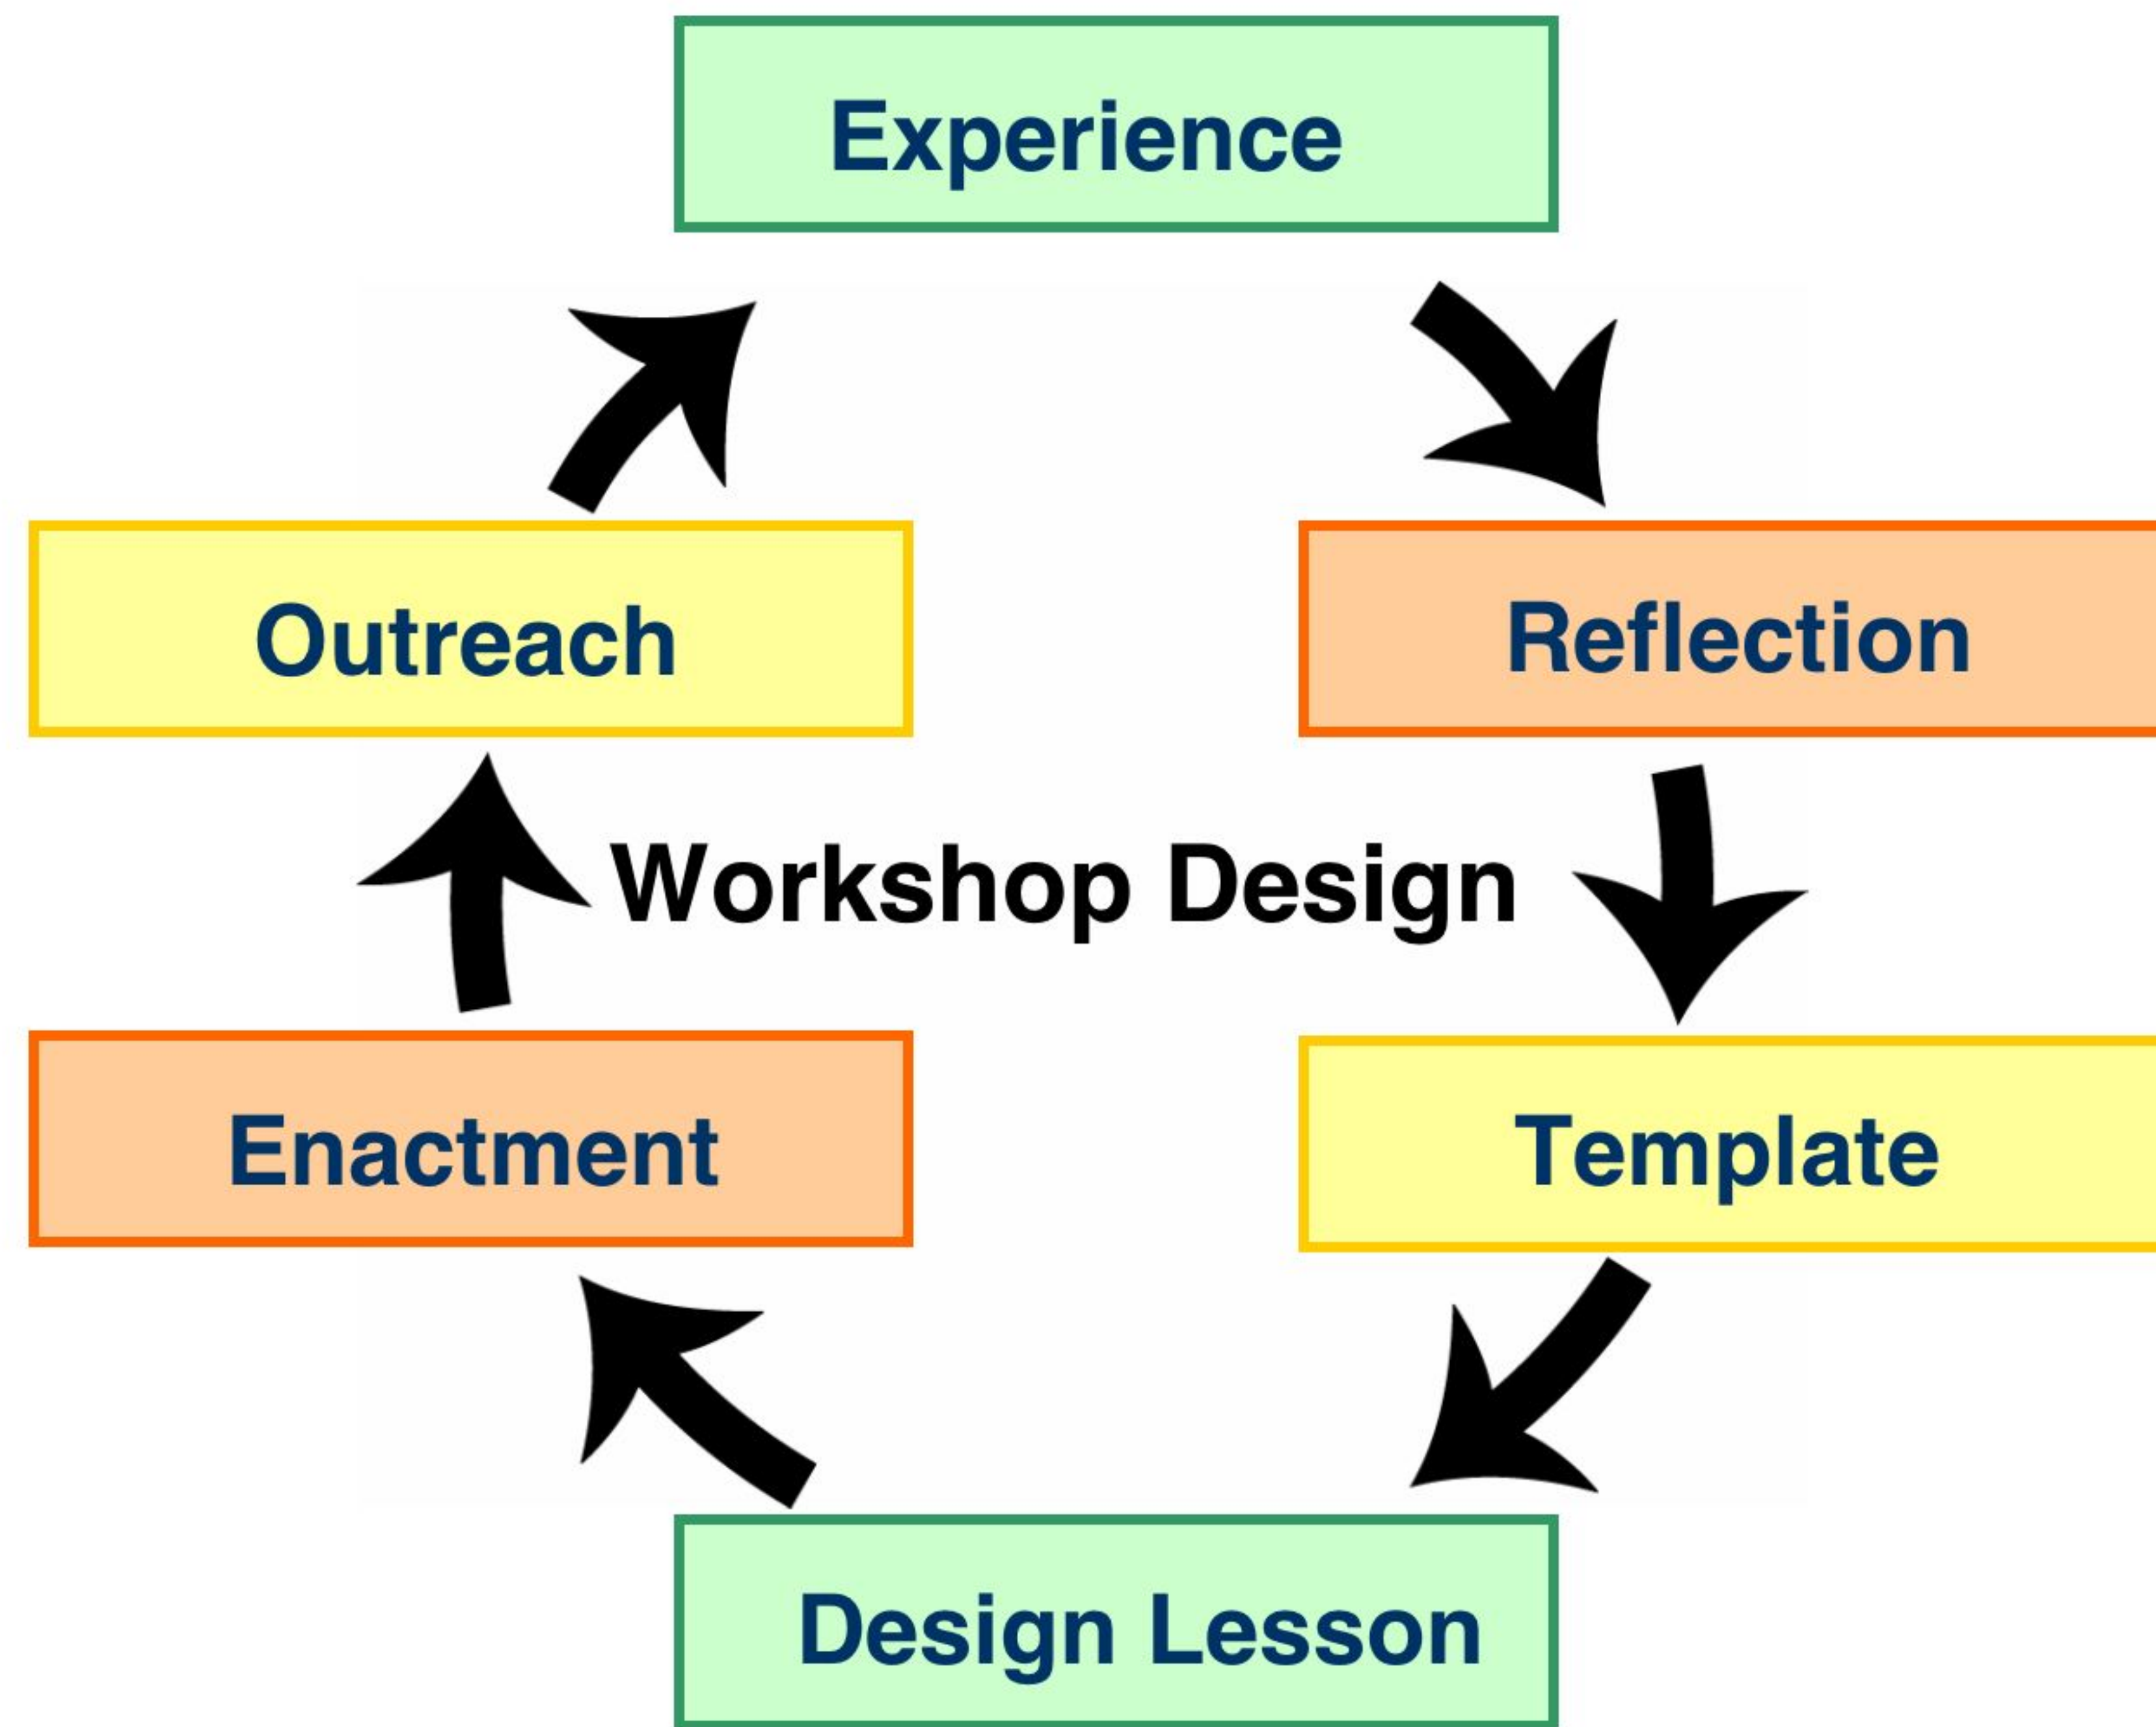 Experience
Outreach
Reflection
Workshop Design
Enactment
Template
Design Lesson